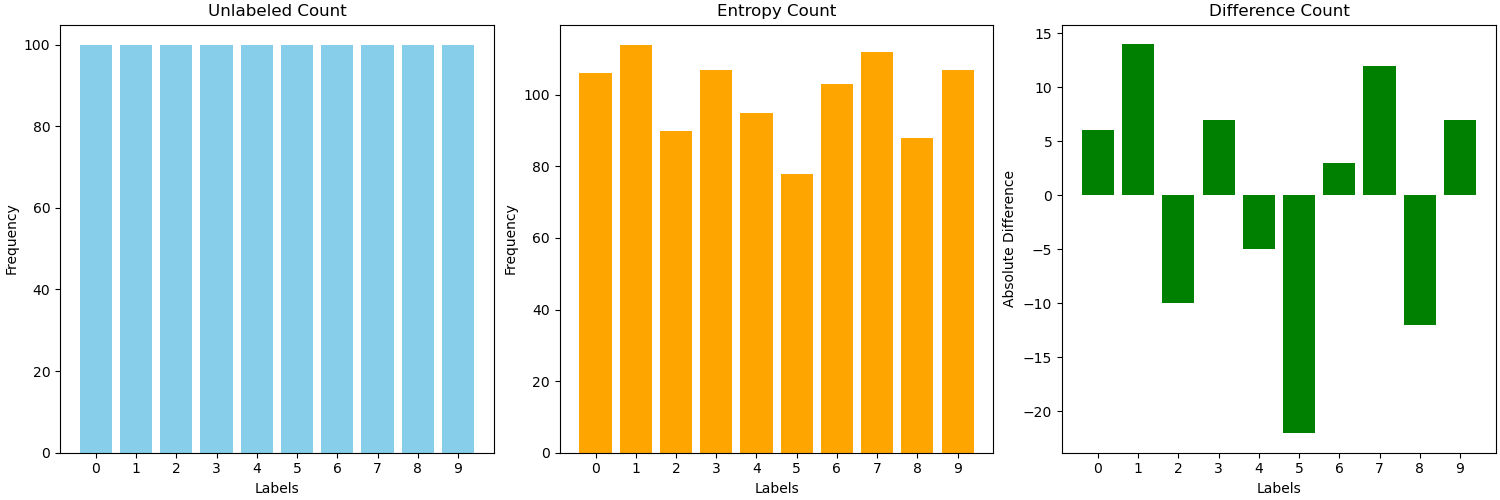 Unlabeled Count
100
80
60
40
20
0
Frequency
0 1 2 3 4 5 6 7 8 9
Labels
Entropy Count
100
80
60
40
20
0
Frequency
0 1 2 3 4 5 6 7 8 9
Labels
Difference Count
15
10
5
0
−5
−10
−15
−20
Absolute Difference
0 1 2 3 4 5 6 7 8 9
Labels